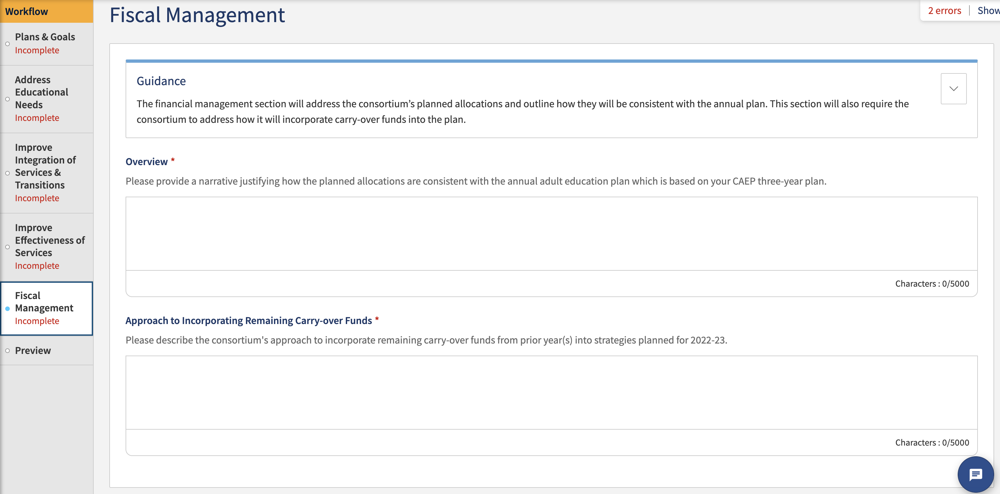 Workflow
Plans & Goals
Incomplete
Address
Educational
Needs
Incomplete
Improve
Integration of
Services &
Transitions
Incomplete
Improve
Effectiveness of
Services
Incomplete
Fiscal
Management
Incomplete
Preview
Fiscal Management
2 errors
Show
Guidance
The financial management section will address the consortium’s planned allocations and outline how they will be consistent with the annual plan. This section will also require the
consortium to address how it will incorporate carry-over funds into the plan.
Overview *
Please provide a narrative justifying how the planned allocations are consistent with the annual adult education plan which is based on your CAEP three-year plan.
Characters : 0/5000
Approach to Incorporating Remaining Carry-over Funds *
Please describe the consortium's approach to incorporate remaining carry-over funds from prior year(s) into strategies planned for 2022-23.
Characters : 0/5000